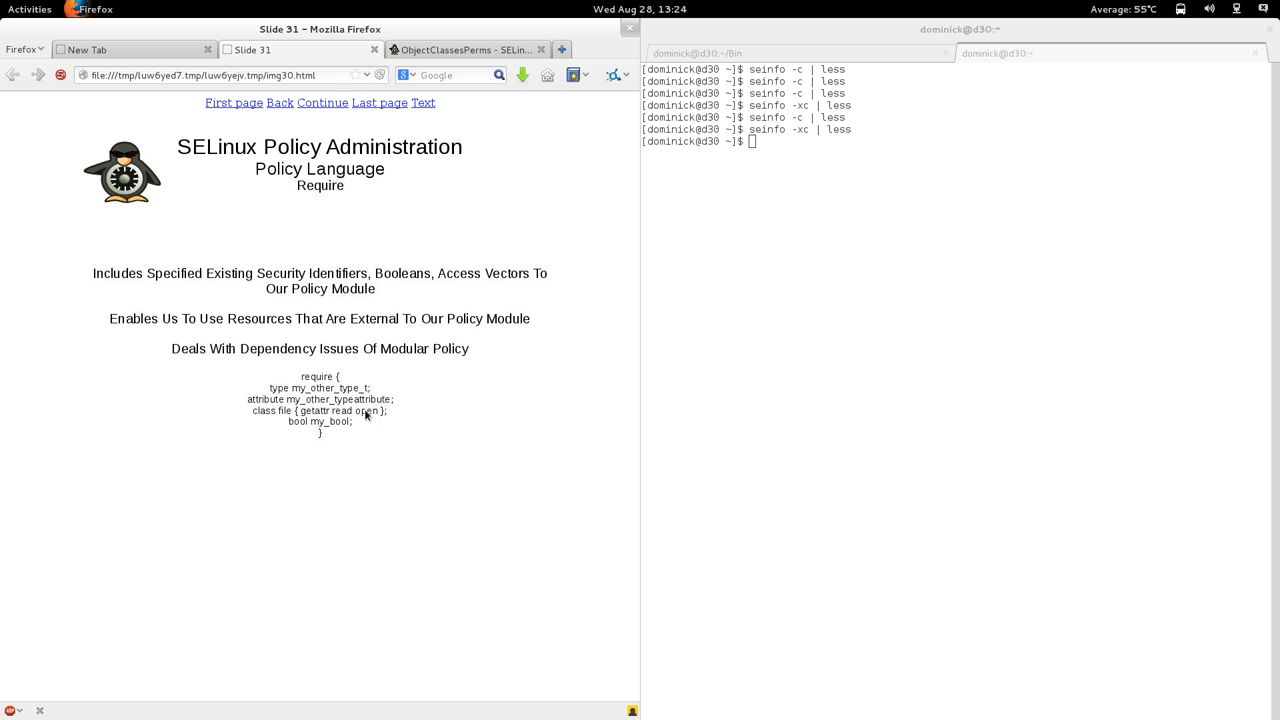 Activities
Firefox
Wed Aug 28, 13:24
Average: 55°C
Slide 31 - Mozilla Firefox
Firefox
New Tab
Slide 31
ObjectClassesPerms - SELin...
file:///tmp/luw6yed7.tmp/luw6yejv.tmp/img30.html
Google
First page Back Continue Last page Text
SELinux Policy Administration
Policy Language
Require
Includes Specified Existing Security Identifiers, Booleans, Access Vectors To
Our Policy Module
Enables Us To Use Resources That Are External To Our Policy Module
Deals With Dependency Issues Of Modular Policy
require {
type my_other_type_t;
attribute my_other_typeattribute;
class file { getattr read open };
bool my_bool;
}
dominick@d30:~
dominick@d30:~/Bin
dominick@d30:~
[dominick@d30 ~]$ seinfo -c | less
[dominick@d30 ~]$ seinfo -c | less
[dominick@d30 ~]$ seinfo -c | less
[dominick@d30 ~]$ seinfo -xc | less
[dominick@d30 ~]$ seinfo -c | less
[dominick@d30 ~]$ seinfo -xc | less
[dominick@d30 ~]$